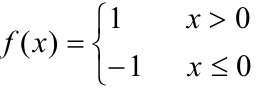 f(x) = { 1 x > 0
-1 x ≤ 0